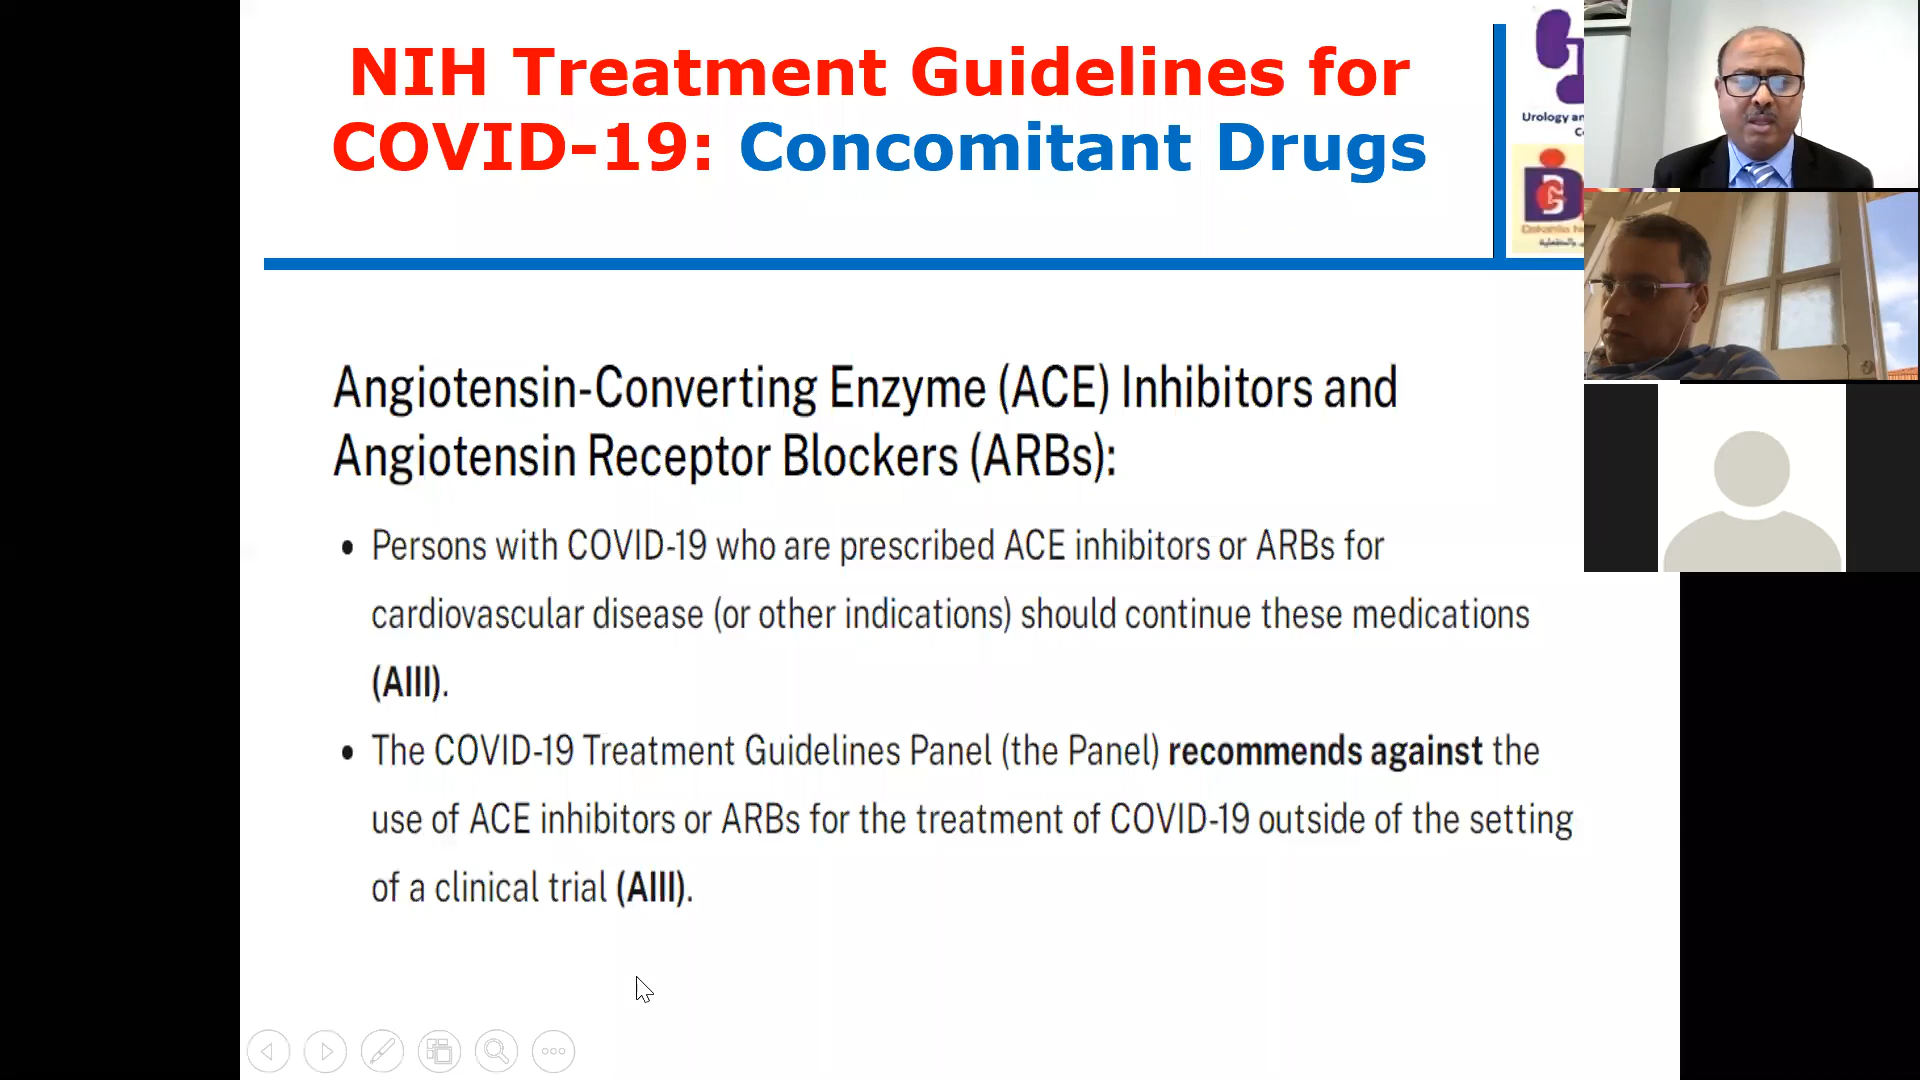 NIH Treatment Guidelines for
COVID-19: Concomitant Drugs
Urology an
Angiotensin-Converting Enzyme (ACE) Inhibitors and
Angiotensin Receptor Blockers (ARBs):
• Persons with COVID-19 who are prescribed ACE inhibitors or ARBs for
cardiovascular disease (or other indications) should continue these medications
(AIII).
• The COVID-19 Treatment Guidelines Panel (the Panel) recommends against the
use of ACE inhibitors or ARBs for the treatment of COVID-19 outside of the setting
of a clinical trial (AIII).